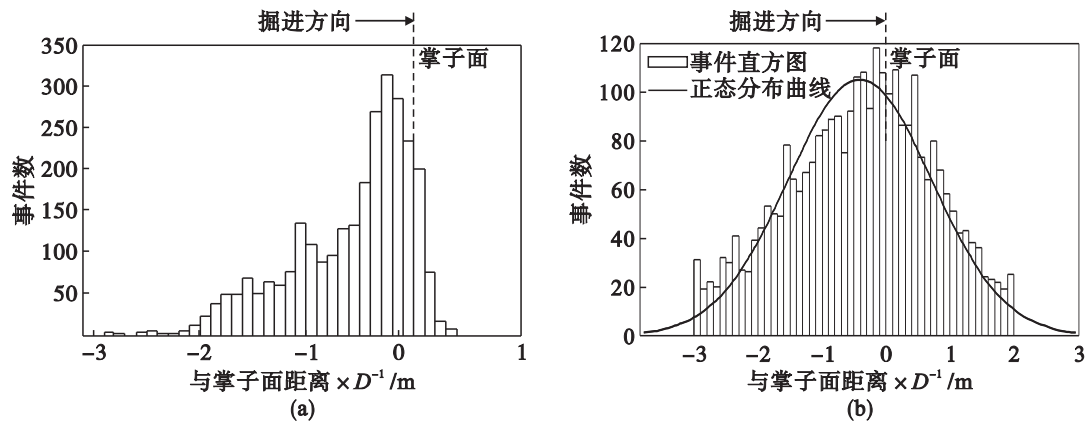 掘进方向
掌子面
350
300
250
200
150
100
50
事件数
-3
-2
-1
0
1
与掌子面距离×D⁻¹/m
(a)
掘进方向
掌子面
事件直方图
正态分布曲线
120
100
80
60
40
20
0
事件数
-3
-2
-1
0
1
2
3
与掌子面距离×D⁻¹/m
(b)